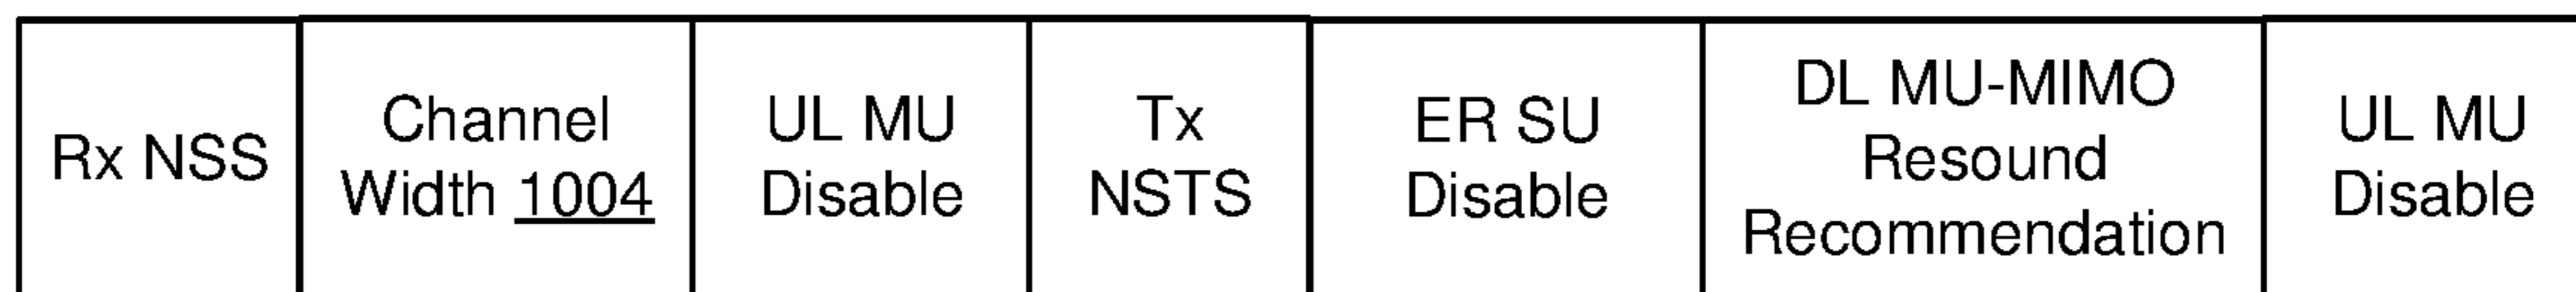 Rx NSS
Channel
Width 1004
UL MU
Disable
Tx
NSTS
ER SU
Disable
DL MU-MIMO
Resound
Recommendation
UL MU
Disable